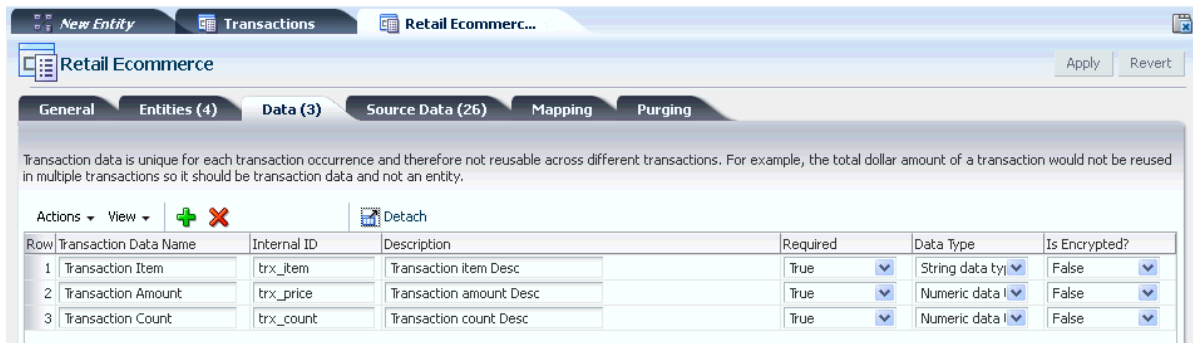 New Entity Transactions Retail Ecommerc...
Retail Ecommerce Apply Revert
General Entities (4) Data (3) Source Data (26) Mapping Purging
Transaction data is unique for each transaction occurrence and therefore not reusable across different transactions. For example, the total dollar amount of a transaction would not be reused
in multiple transactions so it should be transaction data and not an entity.
Actions View Detach
Row Transaction Data Name Internal ID Description Required Data Type Is Encrypted?
1 Transaction Item trx_item Transaction item Desc True String data typ False
2 Transaction Amount trx_price Transaction amount Desc True Numeric data False
3 Transaction Count trx_count Transaction count Desc True Numeric data False